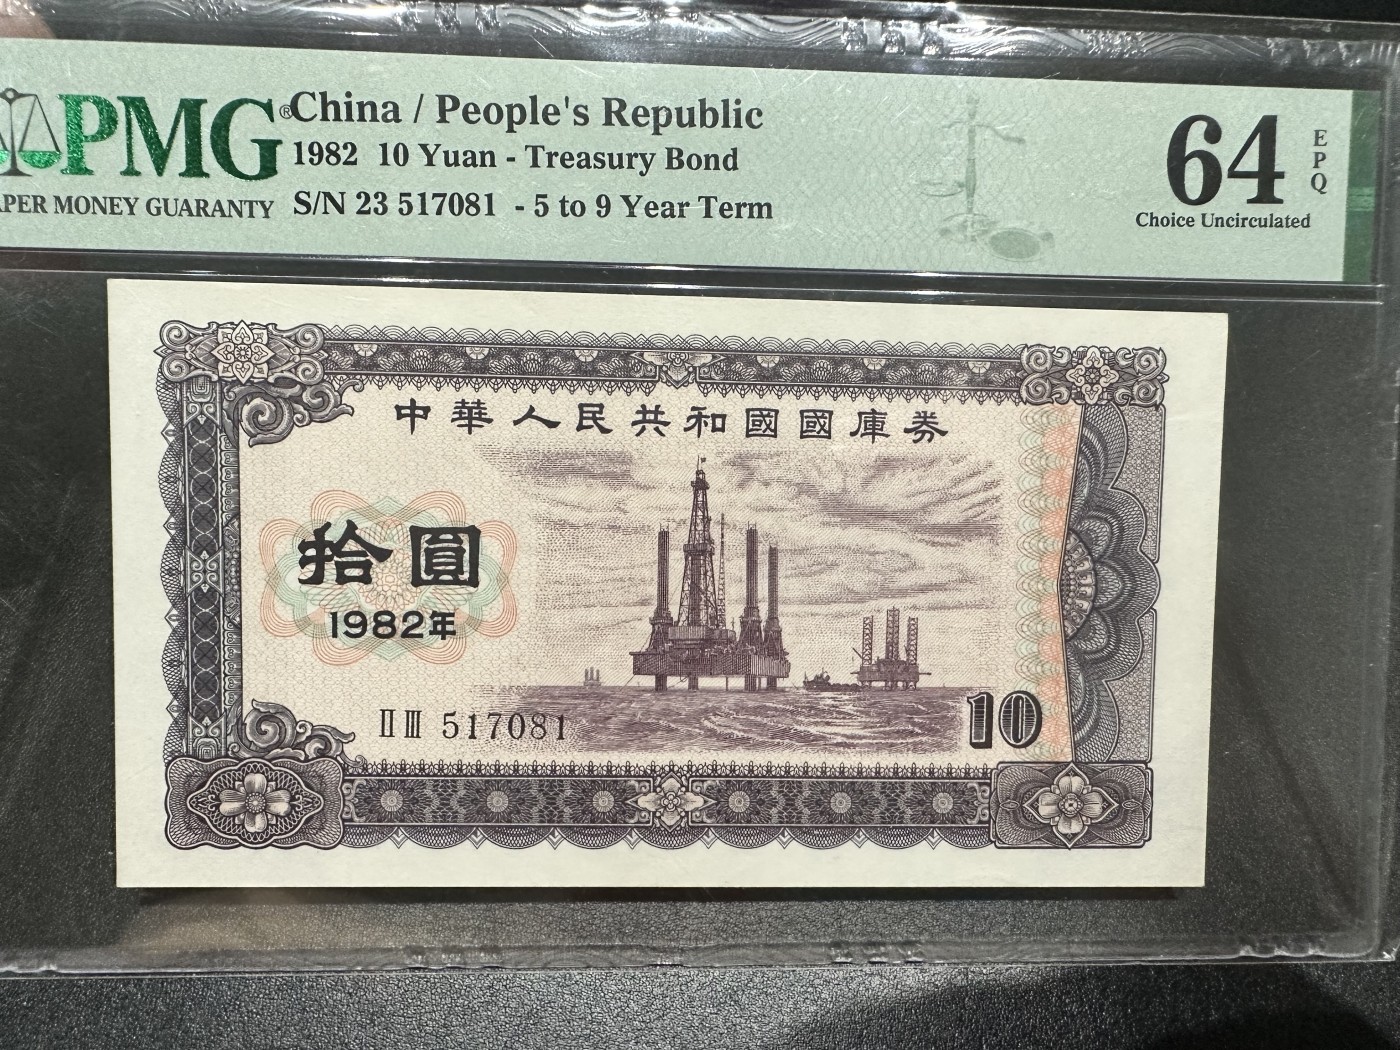 PMG®
PAPER MONEY GUARANTY
China / People's Republic
1982 10 Yuan - Treasury Bond
S/N 23 517081 - 5 to 9 Year Term
64
EPQ
Choice Uncirculated
中華人民共和國國庫券
拾圓
1982年
ⅡⅢ 517081
10